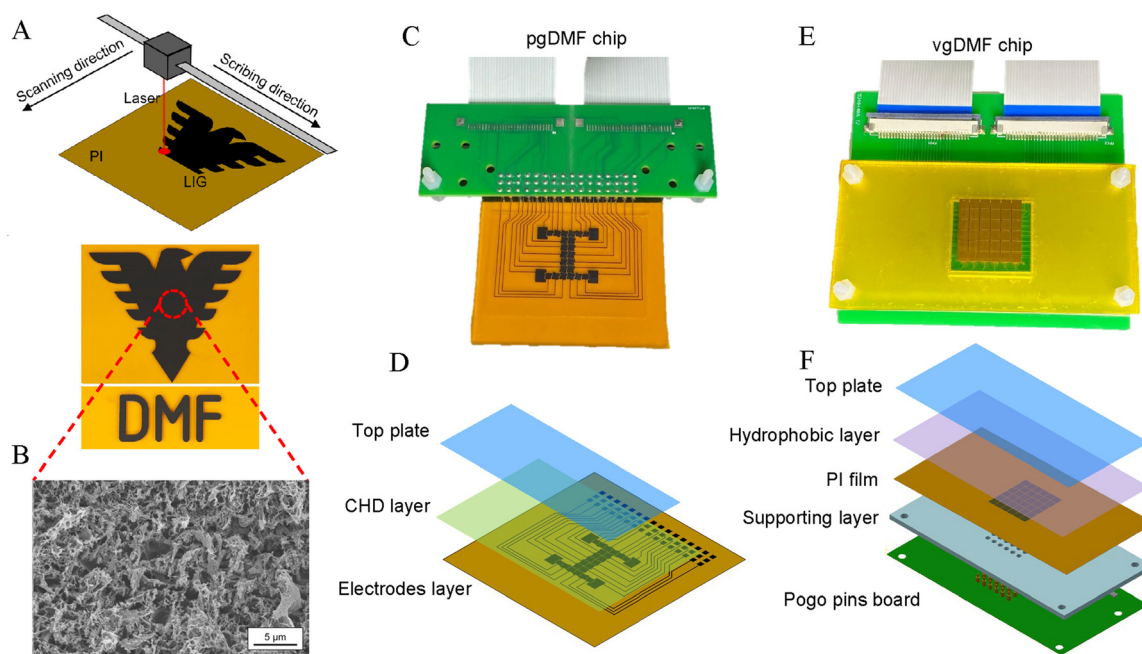 A
Scanning direction
Scribing direction
Laser
PI
LIG
DMF
B
5 µm
C
pgDMF chip
D
Top plate
CHD layer
Electrodes layer
E
vgDMF chip
F
Top plate
Hydrophobic layer
PI film
Supporting layer
Pogo pins board